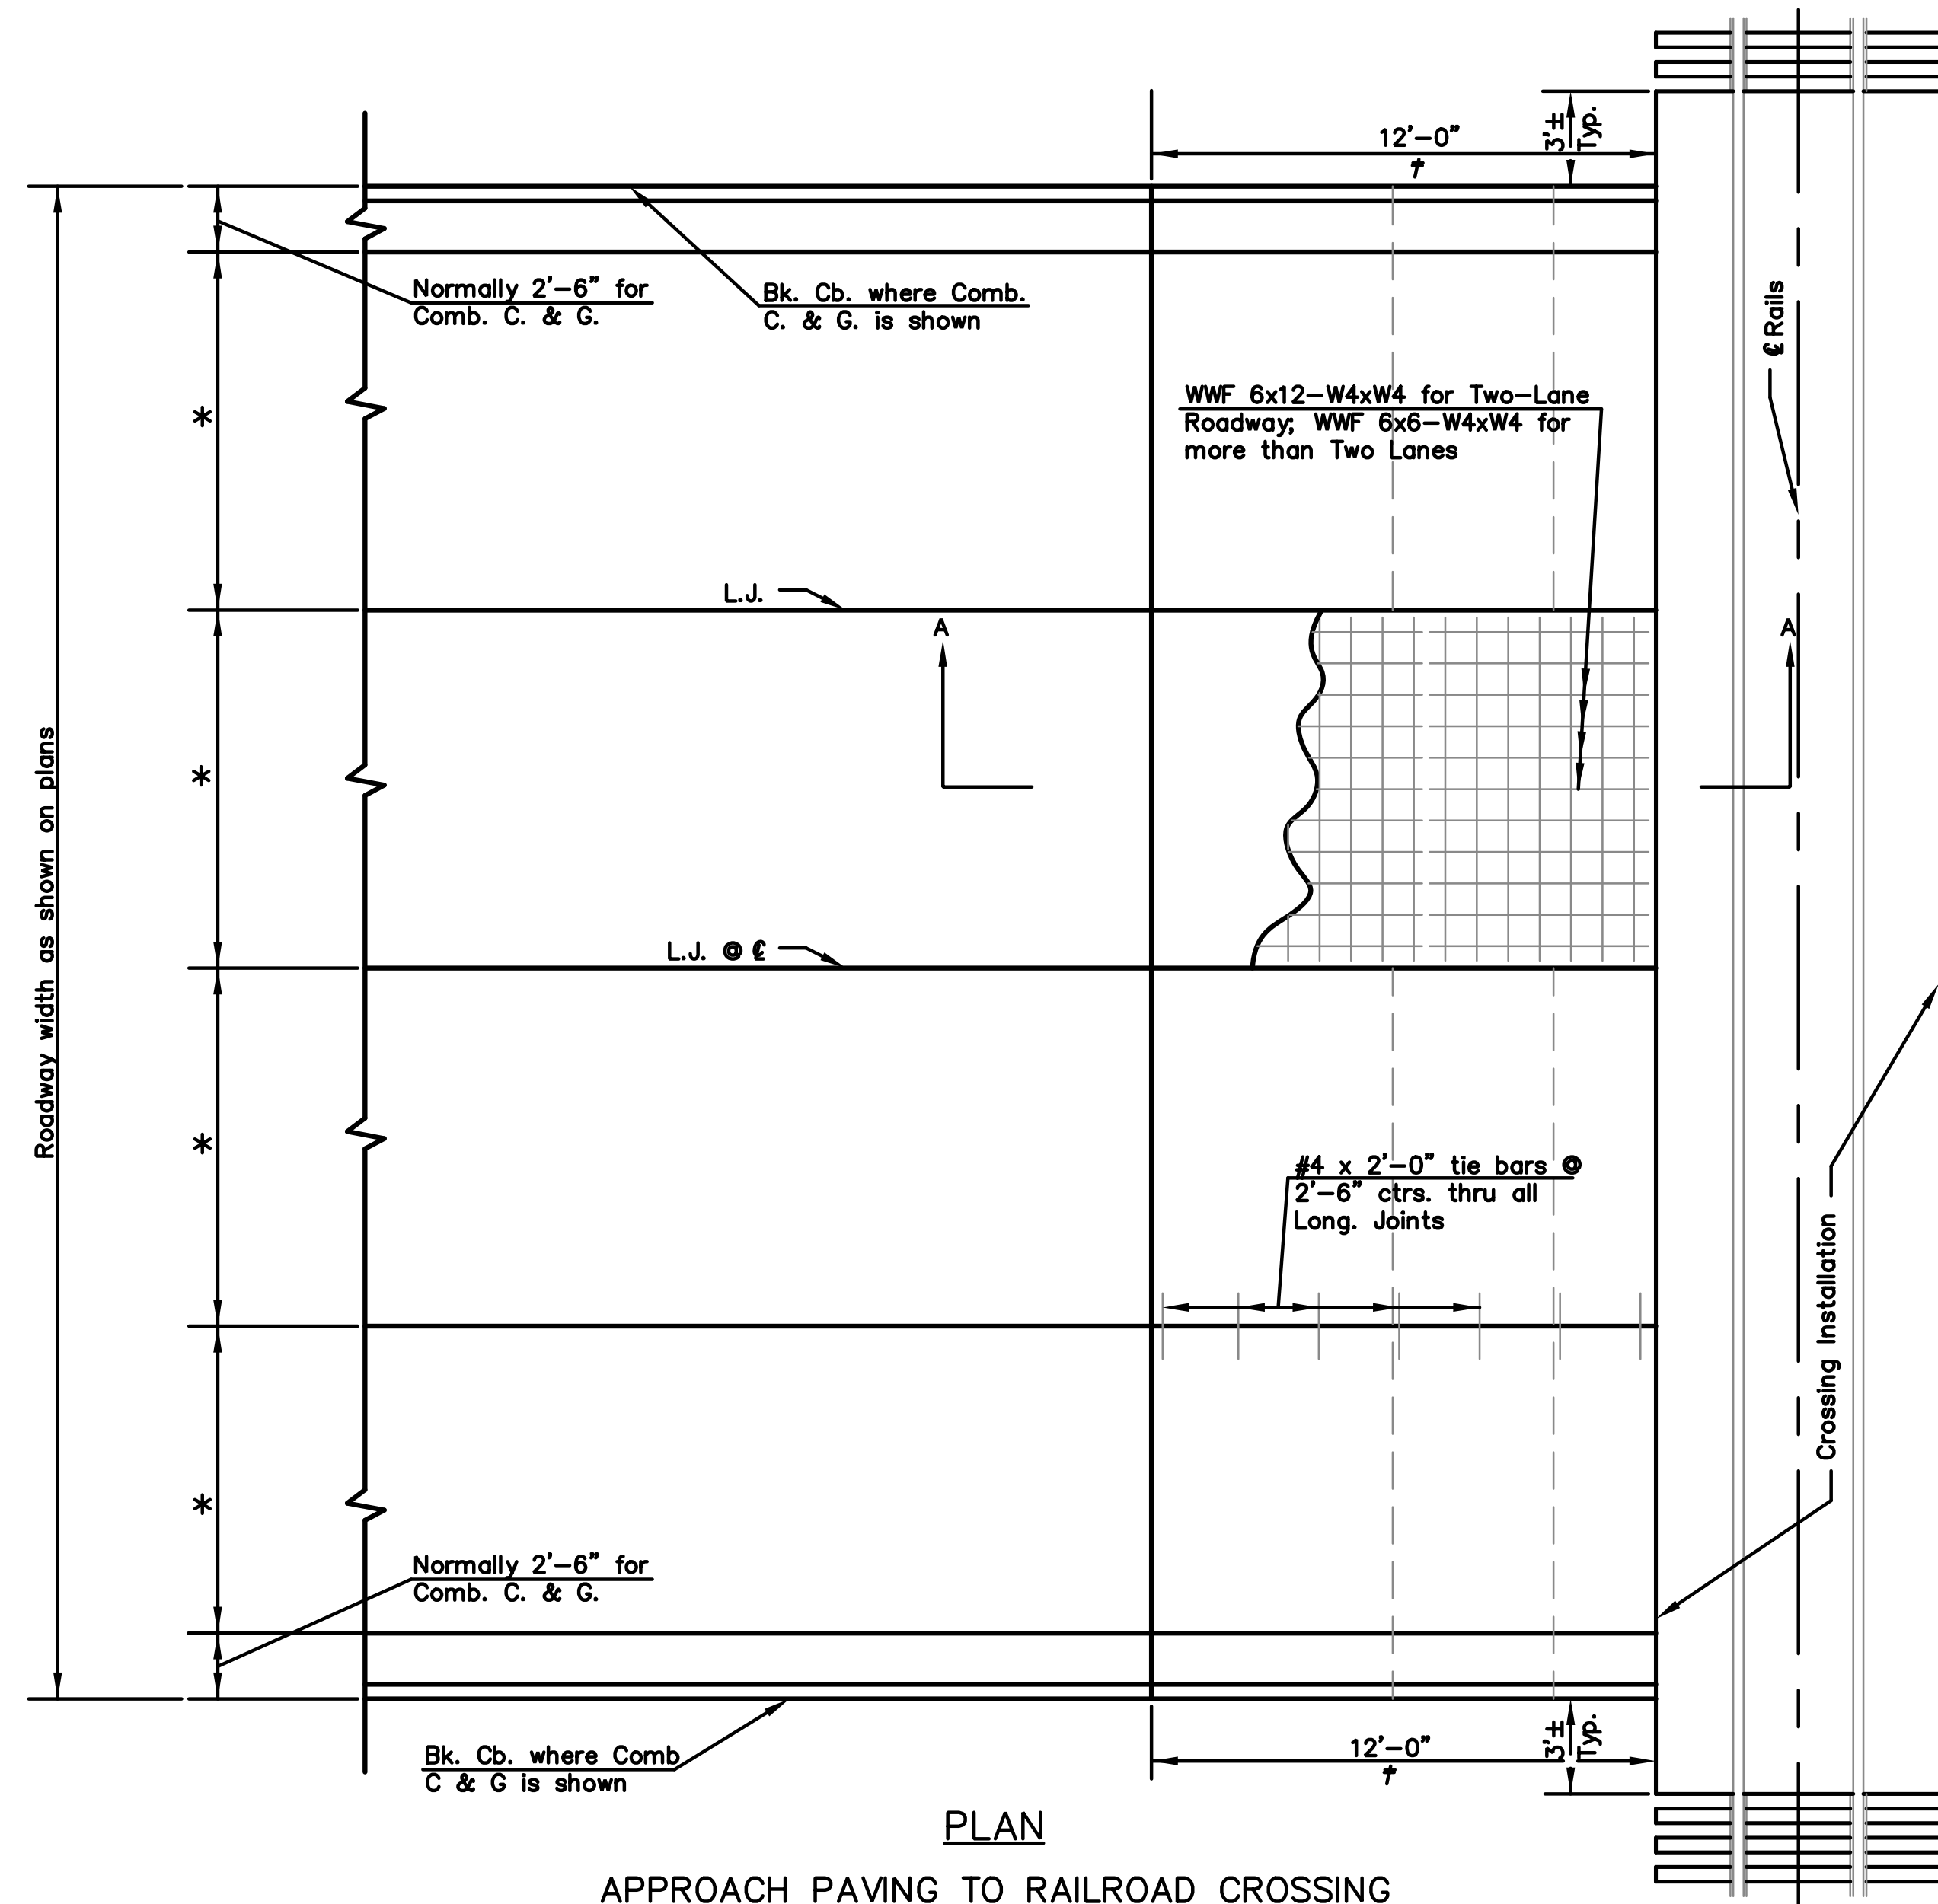 12'-0"
†
3'±
Typ.
Normally 2'-6" for
Comb. C. & G.
Bk. Cb. where Comb.
C. & G. is shown
℄ Rails
WWF 6x12-W4xW4 for Two-Lane
Roadway; WWF 6x6-W4xW4 for
more than Two Lanes
*
L.J.
A
A
*
Roadway width as shown on plans
L.J. @ ℄
*
#4 x 2'-0" tie bars @
2'-6" ctrs. thru all
Long. Joints
Crossing Installation
*
Normally 2'-6" for
Comb. C. & G.
Bk. Cb. where Comb
C & G is shown
12'-0"
†
3'±
Typ.
PLAN
APPROACH PAVING TO RAILROAD CROSSING